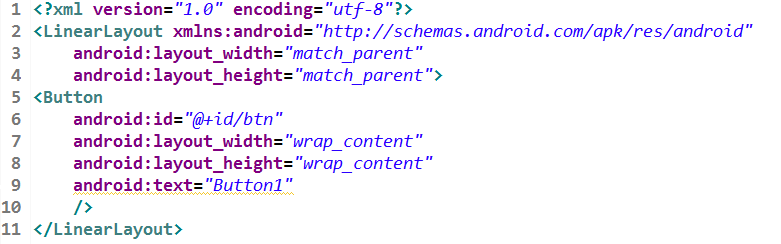 1 <?xml version="1.0" encoding="utf-8"?>
2 <LinearLayout xmlns:android="http://schemas.android.com/apk/res/android"
3     android:layout_width="match_parent"
4     android:layout_height="match_parent">
5 <Button
6     android:id="@+id/btn"
7     android:layout_width="wrap_content"
8     android:layout_height="wrap_content"
9     android:text="Button1"
10     />
11 </LinearLayout>